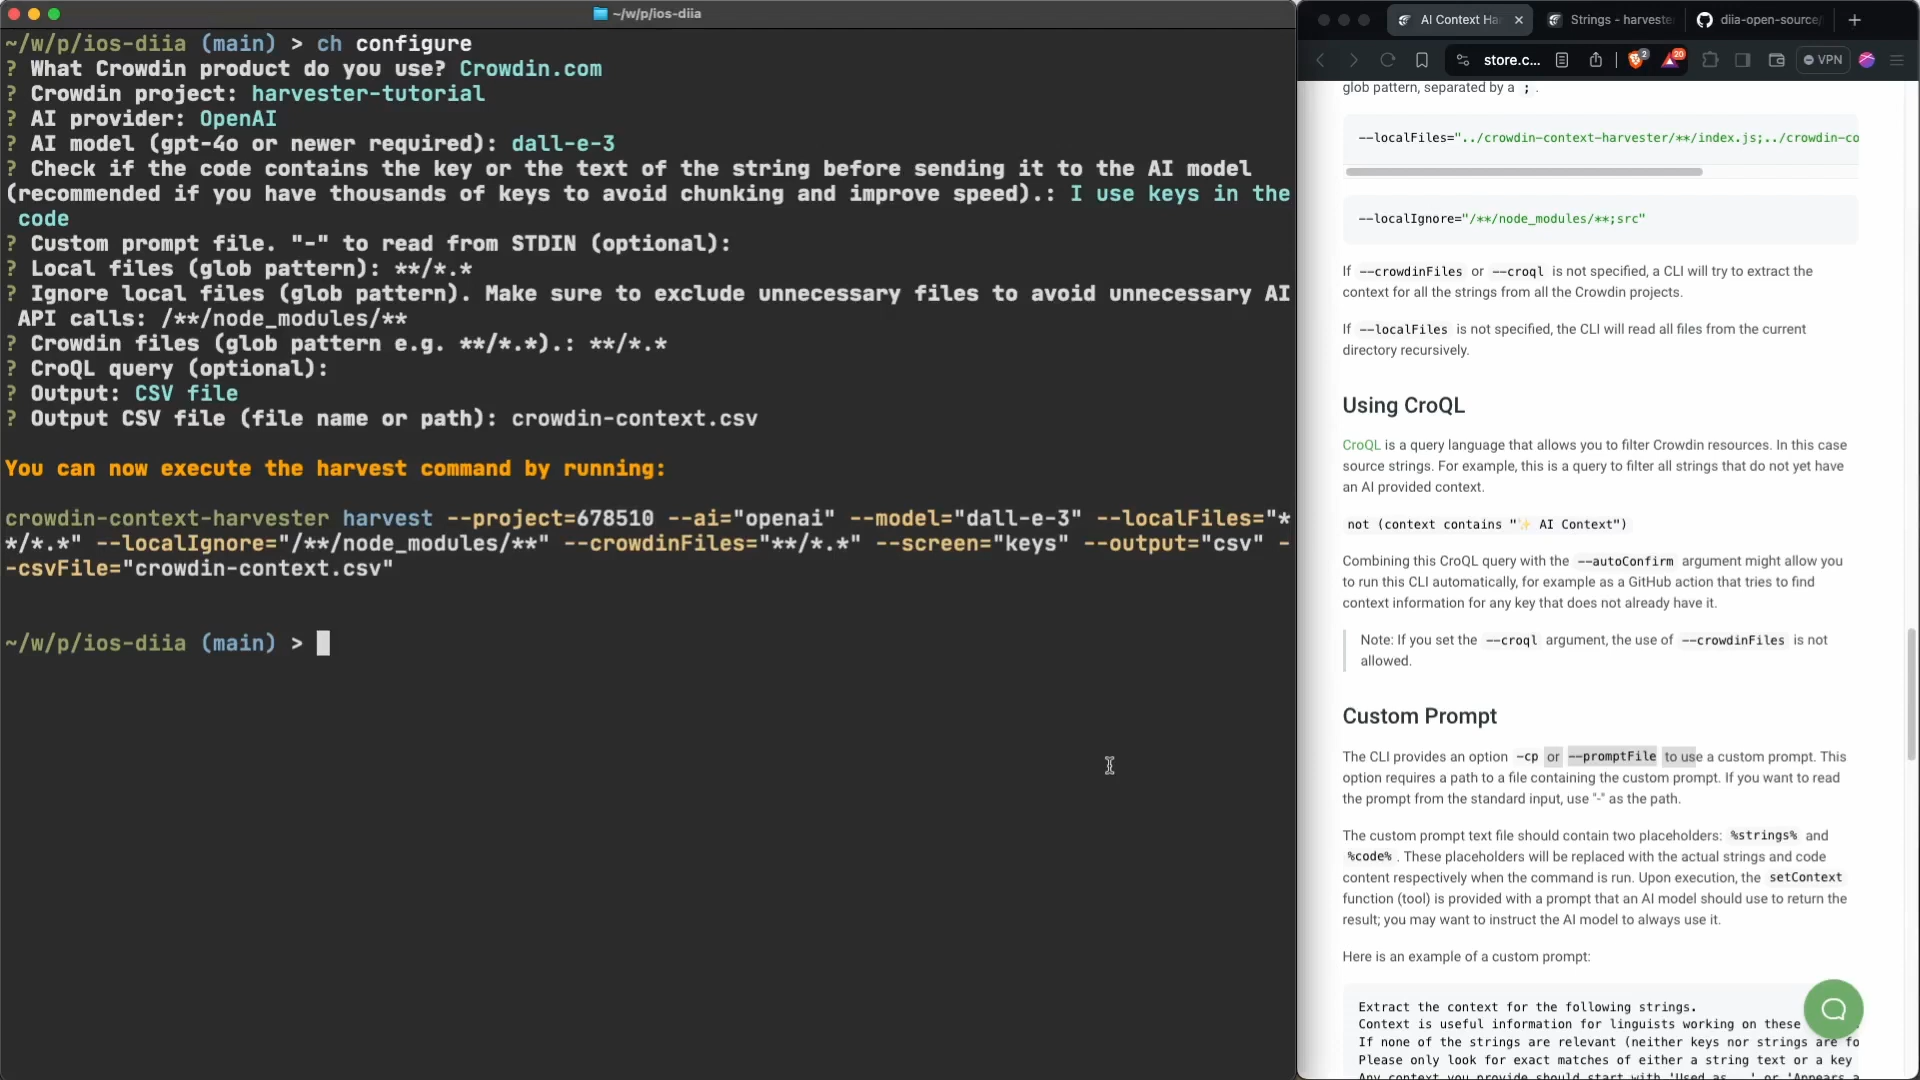 ~/w/p/ios-diia
~/w/p/ios-diia (main) > ch configure
? What Crowdin product do you use? Crowdin.com
? Crowdin project: harvester-tutorial
? AI provider: OpenAI
? AI model (gpt-4o or newer required): dall-e-3
? Check if the code contains the key or the text of the string before sending it to the AI model
(recommended if you have thousands of keys to avoid chunking and improve speed).: I use keys in the
code
? Custom prompt file. "-" to read from STDIN (optional):
? Local files (glob pattern): **/*.*
? Ignore local files (glob pattern). Make sure to exclude unnecessary files to avoid unnecessary AI
API calls: /**/node_modules/**
? Crowdin files (glob pattern e.g. **/*.*).: **/*.*
? CroQL query (optional):
? Output: CSV file
? Output CSV file (file name or path): crowdin-context.csv
You can now execute the harvest command by running:
crowdin-context-harvester harvest --project=678510 --ai="openai" --model="dall-e-3" --localFiles="*
*/*.*" --localIgnore="/**/node_modules/**" --crowdinFiles="**/*.*" --screen="keys" --output="csv" -
-csvFile="crowdin-context.csv"
~/w/p/ios-diia (main) >
AI Context Ha
Strings - harveste
diia-open-source/
store.c...
2
20
VPN
glob pattern, separated by a ; .
--localFiles="../crowdin-context-harvester/**/index.js;../crowdin-co
--localIgnore="/**/node_modules/**;src"
If --crowdinFiles or --croql is not specified, a CLI will try to extract the
context for all the strings from all the Crowdin projects.
If --localFiles is not specified, the CLI will read all files from the current
directory recursively.
Using CroQL
CroQL is a query language that allows you to filter Crowdin resources. In this case
source strings. For example, this is a query to filter all strings that do not yet have
an AI provided context.
not (context contains "✨ AI Context")
Combining this CroQL query with the --autoConfirm argument might allow you
to run this CLI automatically, for example as a GitHub action that tries to find
context information for any key that does not already have it.
Note: If you set the --croql argument, the use of --crowdinFiles is not
allowed.
Custom Prompt
The CLI provides an option -cp or --promptFile to use a custom prompt. This
option requires a path to a file containing the custom prompt. If you want to read
the prompt from the standard input, use "-" as the path.
The custom prompt text file should contain two placeholders: %strings% and
%code% . These placeholders will be replaced with the actual strings and code
content respectively when the command is run. Upon execution, the setContext
function (tool) is provided with a prompt that an AI model should use to return the
result; you may want to instruct the AI model to always use it.
Here is an example of a custom prompt:
Extract the context for the following strings.
Context is useful information for linguists working on these
If none of the strings are relevant (neither keys nor strings are fo
Please only look for exact matches of either a string text or a key
Any context you provide should start with 'Used as...' or 'Appears a